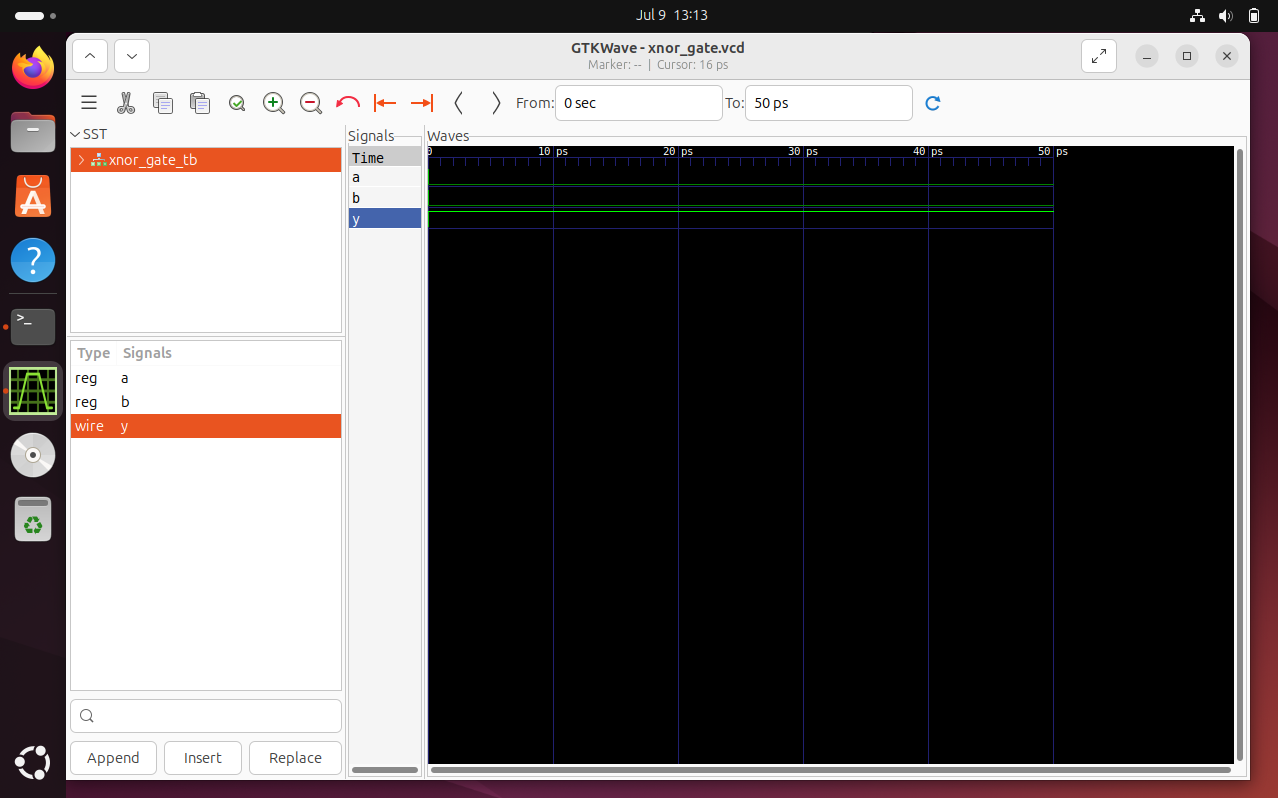 Jul 9 13:13
GTKWave - xnor_gate.vcd
Marker: -- | Cursor: 16 ps
From: 0 sec To: 50 ps
SST
xnor_gate_tb
Type Signals
reg a
reg b
wire y
Append Insert Replace
Signals
Time
a
b
y
Waves
0 10 ps 20 ps 30 ps 40 ps 50 ps